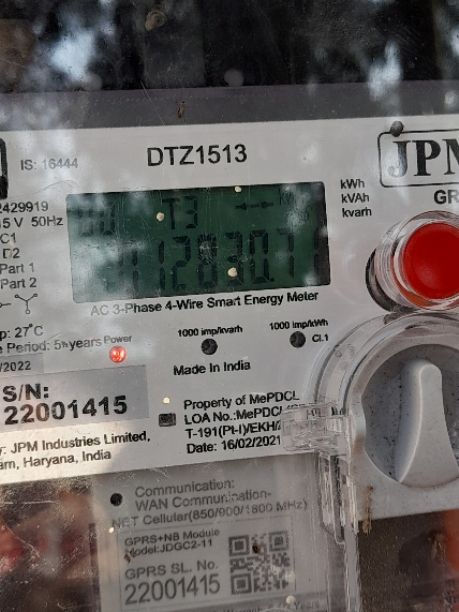 IS: 16444
DTZ1513
JPM
2429919
5 V 50Hz
C1
D2
Part 1
Part 2
kWh
kVAh
kvarh
GR
T3
AC 3-Phase 4-Wire Smart Energy Meter
p: 27°C
e Period: 5 years
Power
1000 imp/kvarh
1000 imp/kWh
Cl.1
/2022
Made In India
S/N:
22001415
Property of MePDCL
LOA No.:MePDC
T-191(Pt-I)/EKH/
Date: 16/02/2021
y: JPM Industries Limited,
am, Haryana, India
Communication:
WAN Communication-
NET Cellular(850/900/1800 MHz)
GPRS+NB Module
Model:JDGC2-11
GPRS SL. No.
22001415